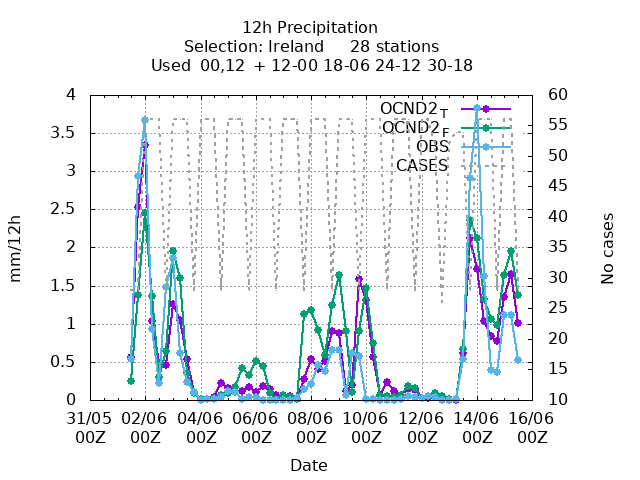 12h Precipitation
Selection: Ireland 28 stations
Used 00,12 + 12-00 18-06 24-12 30-18
4 60
3.5 55
3 50
2.5 45
2 40
1.5 35
1 30
0.5 25
0 20
15
10
OCND2_T
OCND2_F
OBS
CASES
mm/12h
No cases
31/05 02/06 04/06 06/06 08/06 10/06 12/06 14/06 16/06
00Z 00Z 00Z 00Z 00Z 00Z 00Z 00Z 00Z
Date